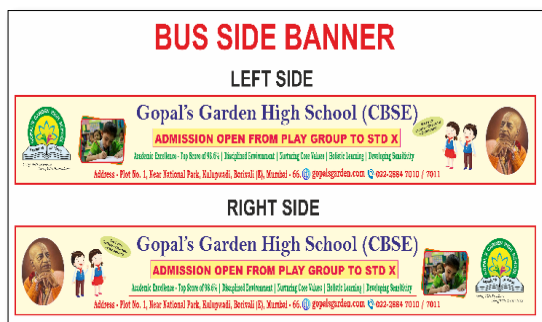 BUS SIDE BANNER
LEFT SIDE
Gopal's Garden High School (CBSE)
ADMISSION OPEN FROM PLAY GROUP TO STD X
Academic Excellence - Top Score of 98.6% | Disciplined Environment | Nurturing Core Values | Holistic Learning | Developing Sensitivity
Address - Plot No. 1, Near National Park, Kulupwadi, Borivali (E), Mumbai - 66. gopalsgarden.com 022-2884 7010 / 7011
RIGHT SIDE
Gopal's Garden High School (CBSE)
ADMISSION OPEN FROM PLAY GROUP TO STD X
Academic Excellence - Top Score of 98.6% | Disciplined Environment | Nurturing Core Values | Holistic Learning | Developing Sensitivity
Address - Plot No. 1, Near National Park, Kulupwadi, Borivali (E), Mumbai - 66. gopalsgarden.com 022-2884 7010 / 7011